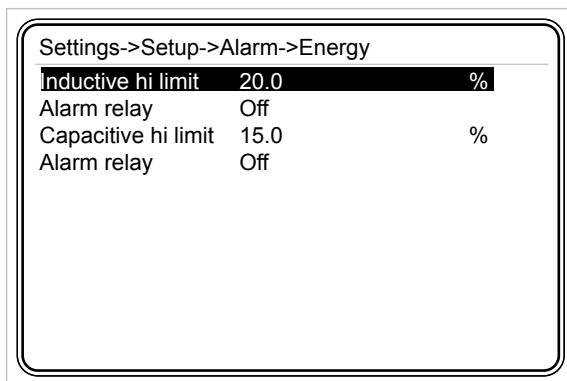 Settings->Setup->Alarm->Energy
Inductive hi limit 20.0 %
Alarm relay Off
Capacitive hi limit 15.0 %
Alarm relay Off